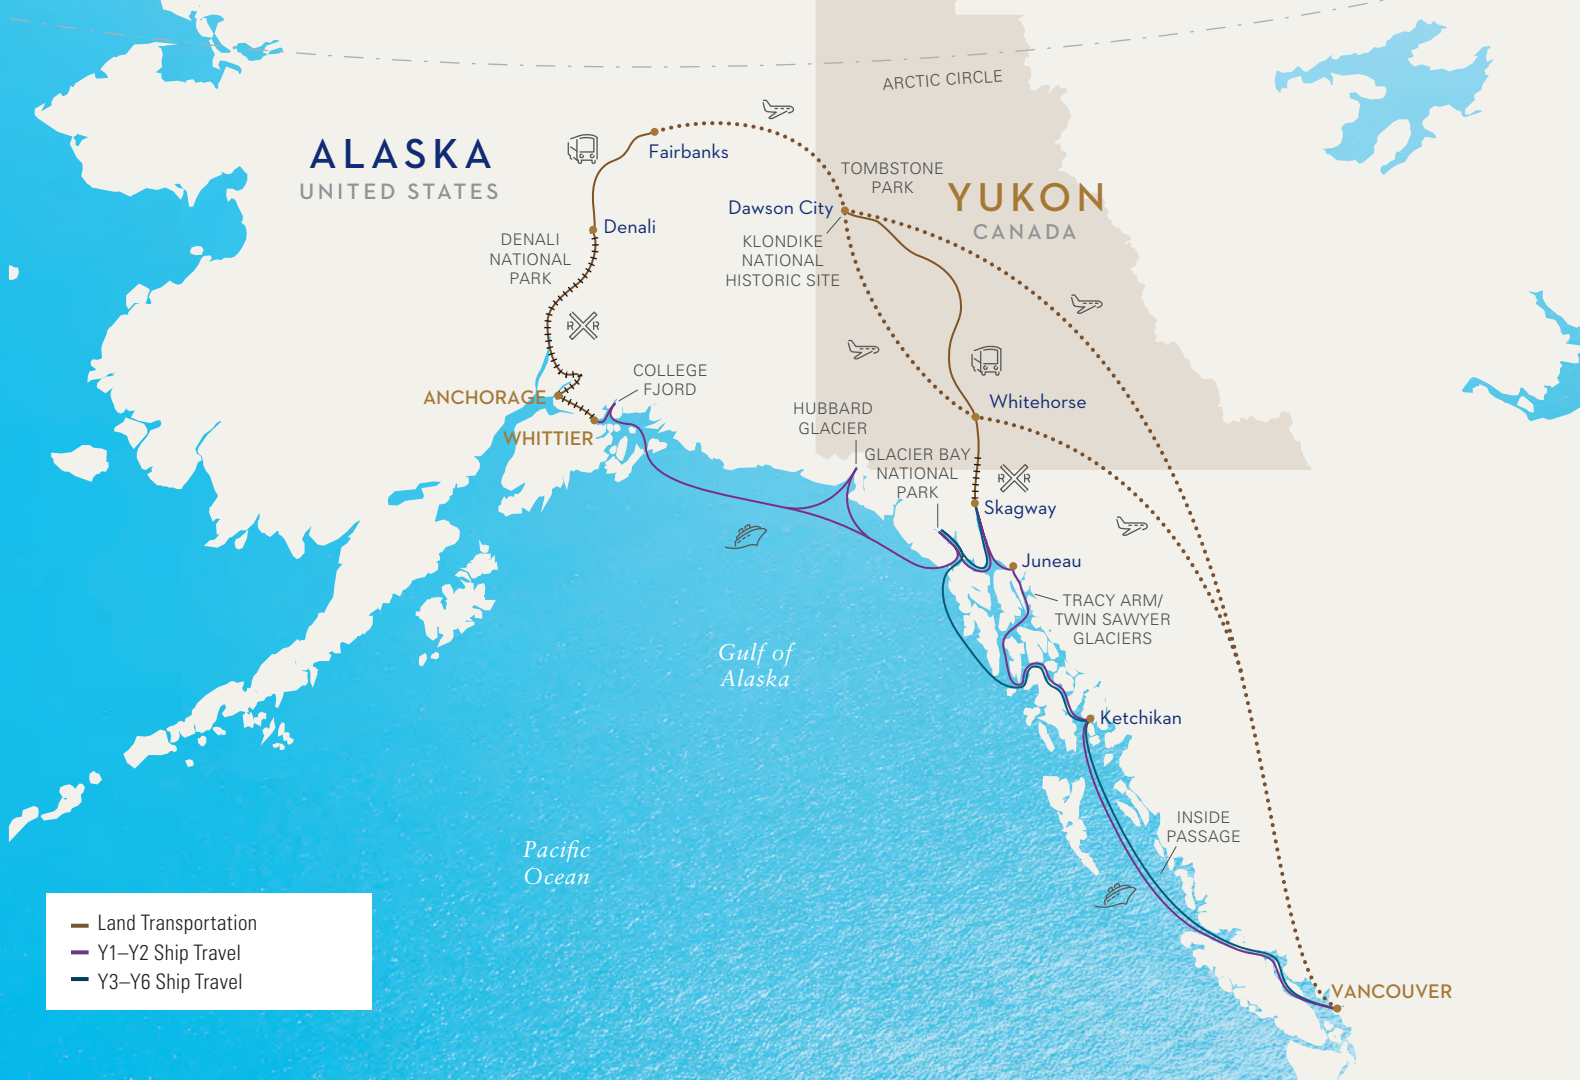 ARCTIC CIRCLE
ALASKA
UNITED STATES
Fairbanks
TOMBSTONE
PARK
YUKON
CANADA
Dawson City
Denali
DENALI
NATIONAL
PARK
KLONDIKE
NATIONAL
HISTORIC SITE
R R
COLLEGE
FJORD
ANCHORAGE
WHITTIER
HUBBARD
GLACIER
Whitehorse
GLACIER BAY
NATIONAL
PARK
R R
Skagway
Juneau
TRACY ARM/
TWIN SAWYER
GLACIERS
Gulf of
Alaska
Ketchikan
INSIDE
PASSAGE
Pacific
Ocean
Land Transportation
Y1–Y2 Ship Travel
Y3–Y6 Ship Travel
VANCOUVER